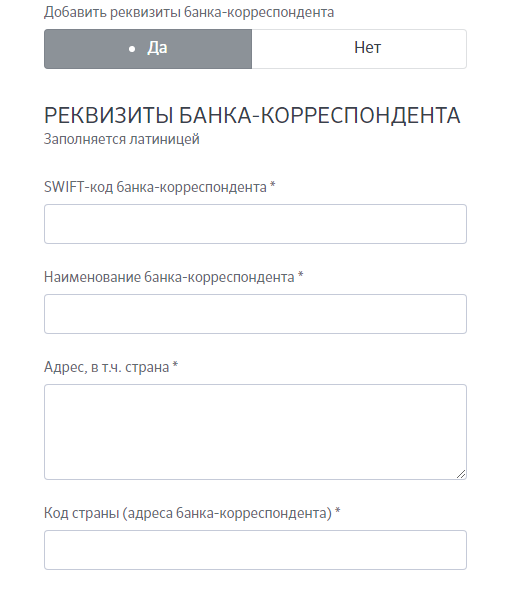 Добавить реквизиты банка-корреспондента
Да
Нет
РЕКВИЗИТЫ БАНКА-КОРРЕСПОНДЕНТА
Заполняется латиницей
SWIFT-код банка-корреспондента *
Наименование банка-корреспондента *
Адрес, в т.ч. страна *
Код страны (адреса банка-корреспондента) *